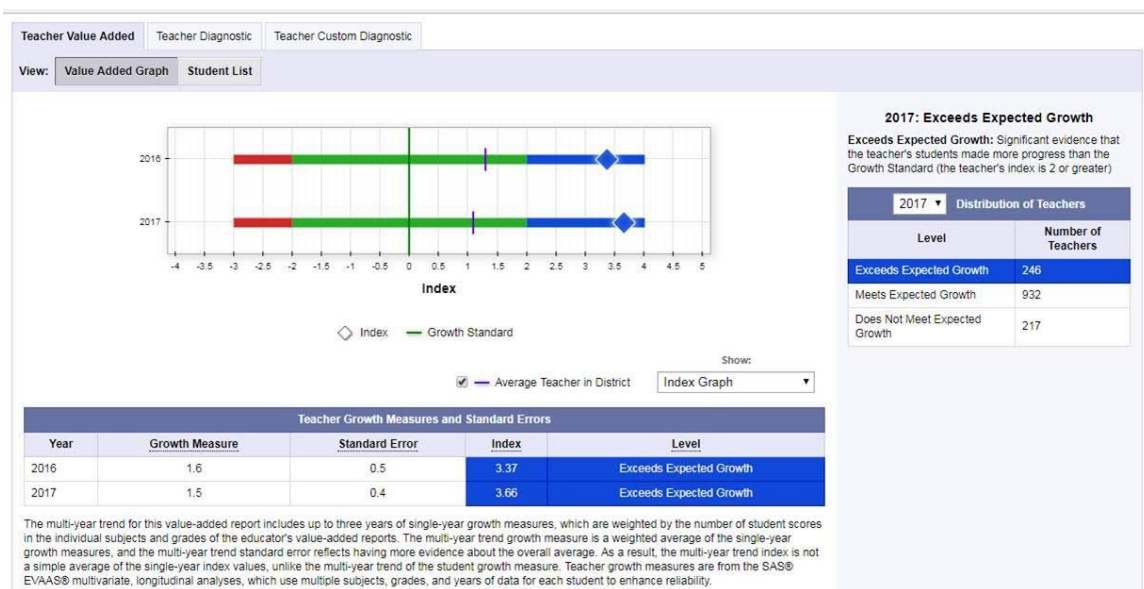 Teacher Value Added Teacher Diagnostic Teacher Custom Diagnostic
View: Value Added Graph Student List
2016
2017
-4 -3.5 -3 -2.5 -2 -1.5 -1 -0.5 0 0.5 1 1.5 2 2.5 3 3.5 4 4.5 5
Index
Index Growth Standard
Show:
Average Teacher in District Index Graph
Teacher Growth Measures and Standard Errors
Year Growth Measure Standard Error Index Level
2016 1.6 0.5 3.37 Exceeds Expected Growth
2017 1.5 0.4 3.66 Exceeds Expected Growth
The multi-year trend for this value-added report includes up to three years of single-year growth measures, which are weighted by the number of student scores
in the individual subjects and grades of the educator's value-added reports. The multi-year trend growth measure is a weighted average of the single-year
growth measures, and the multi-year trend standard error reflects having more evidence about the overall average. As a result, the multi-year trend index is not
a simple average of the single-year index values, unlike the multi-year trend of the student growth measure. Teacher growth measures are from the SAS®
EVAAS® multivariate, longitudinal analyses, which use multiple subjects, grades, and years of data for each student to enhance reliability.
2017: Exceeds Expected Growth
Exceeds Expected Growth: Significant evidence that
the teacher's students made more progress than the
Growth Standard (the teacher's index is 2 or greater)
2017 Distribution of Teachers
Level Number of
Teachers
Exceeds Expected Growth 246
Meets Expected Growth 932
Does Not Meet Expected
Growth 217